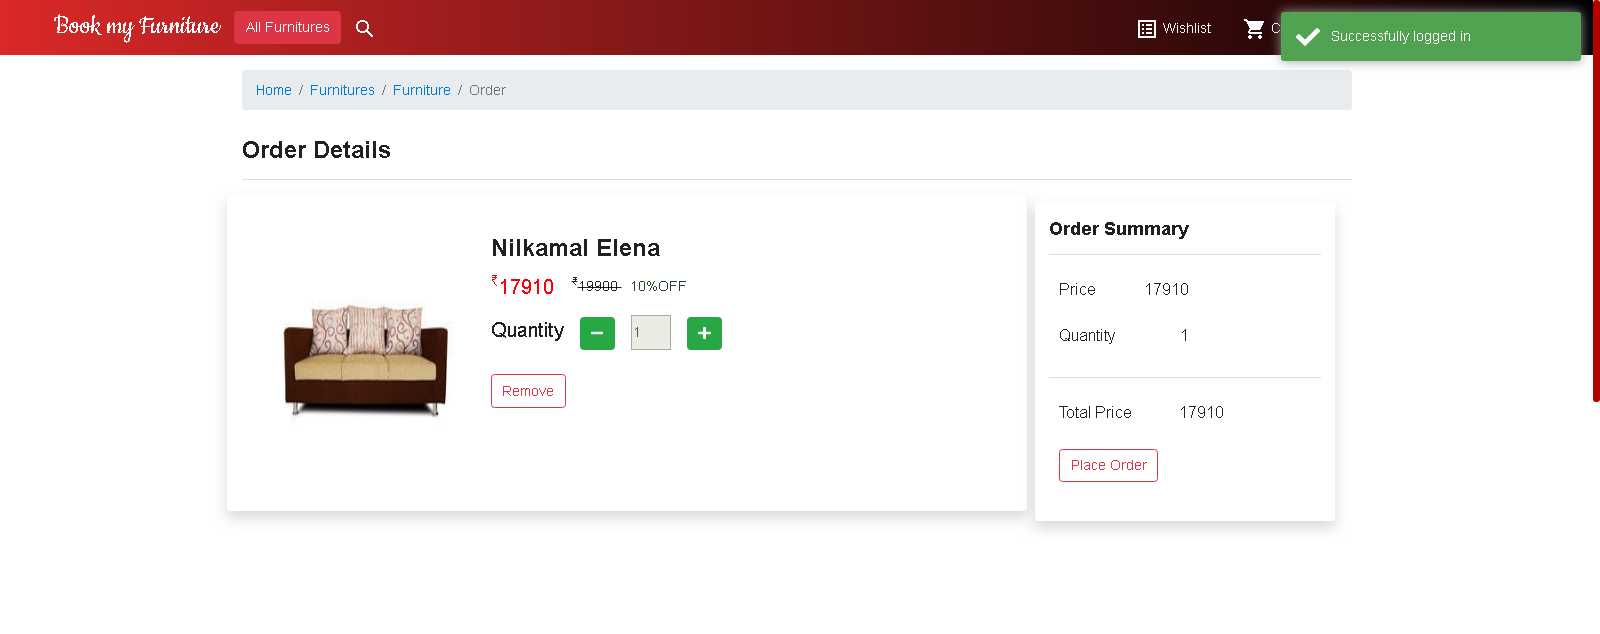 Book my Furniture All Furnitures Wishlist
Successfully logged in
Home / Furnitures / Furniture / Order
Order Details
Nilkamal Elena
₹17910 ₹19900 10%OFF
Quantity 1
Remove
Order Summary
Price 17910
Quantity 1
Total Price 17910
Place Order